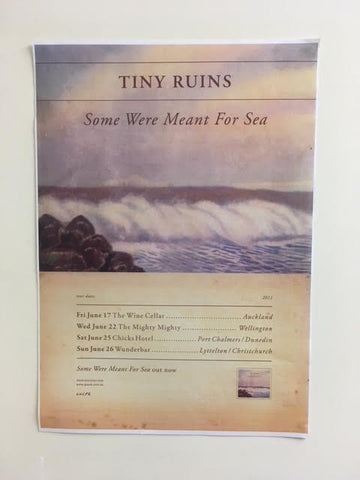 TINY RUINS
Some Were Meant For Sea
tour dates 2011
Fri June 17 The Wine Cellar Auckland
Wed June 22 The Mighty Mighty Wellington
Sat June 25 Chicks Hotel Port Chalmers / Dunedin
Sun June 26 Wunderbar Lyttelton / Christchurch
Some Were Meant For Sea out now